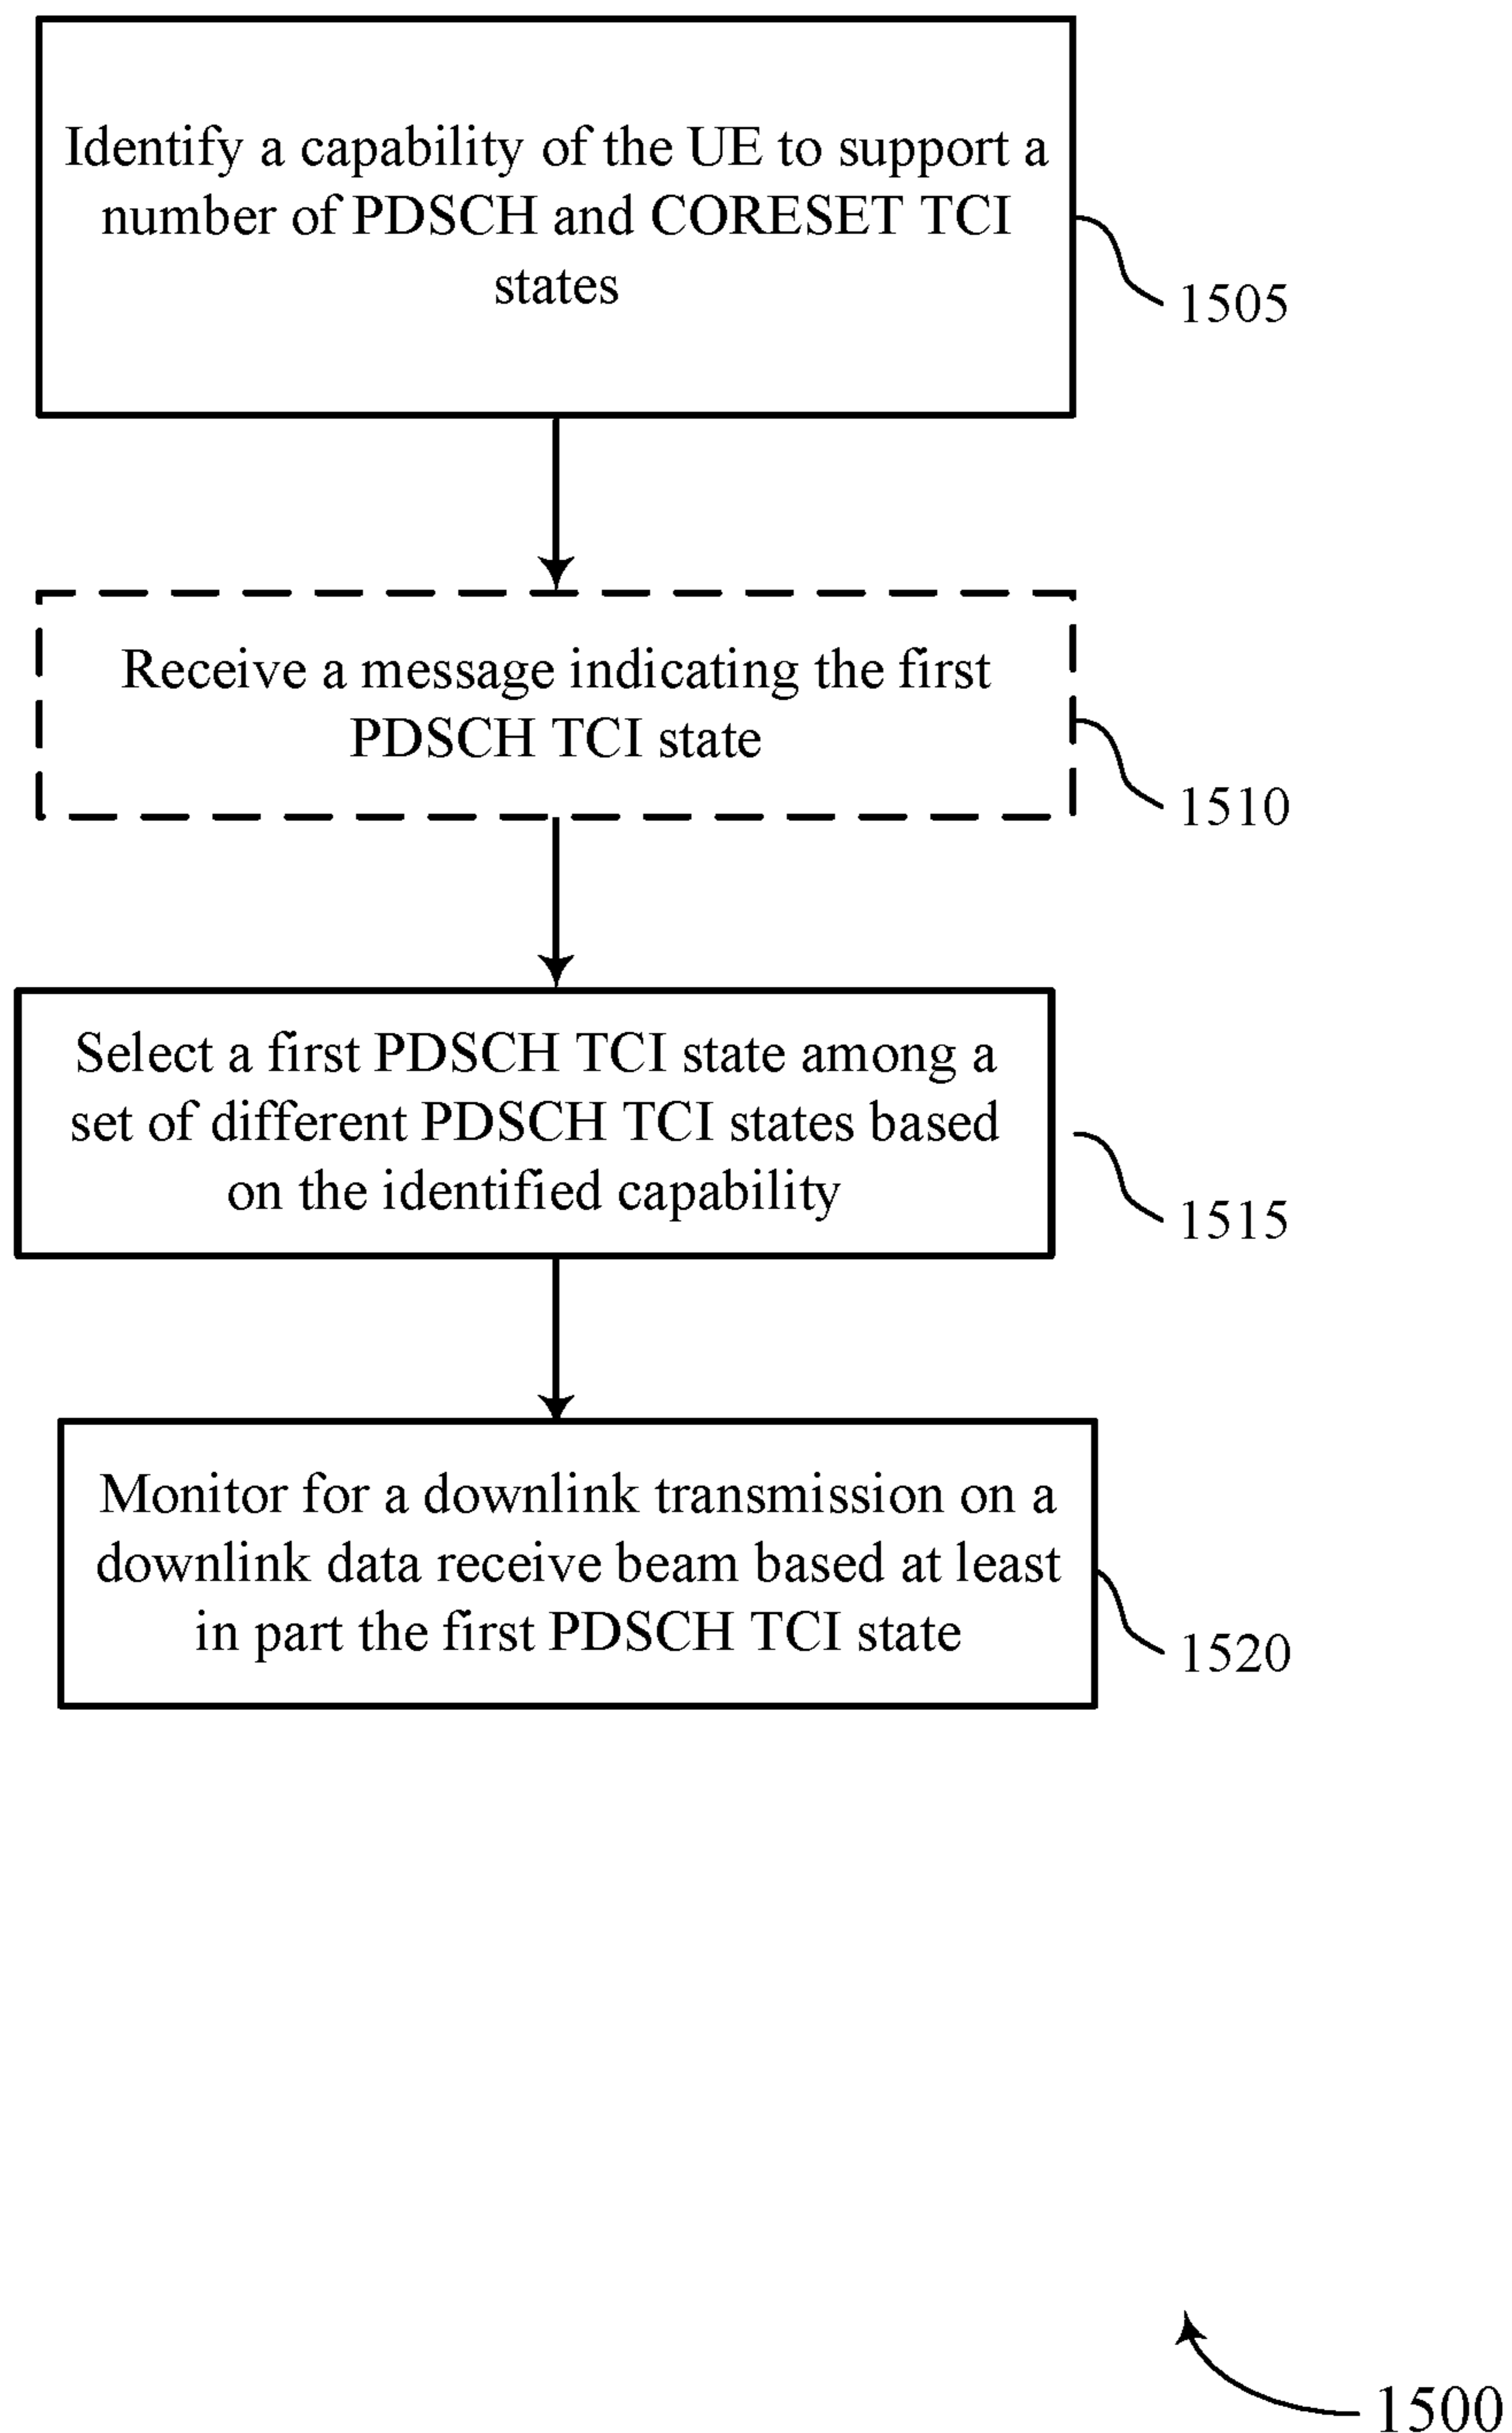 Identify a capability of the UE to support a
number of PDSCH and CORESET TCI
states
1505
Receive a message indicating the first
PDSCH TCI state
1510
Select a first PDSCH TCI state among a
set of different PDSCH TCI states based
on the identified capability
1515
Monitor for a downlink transmission on a
downlink data receive beam based at least
in part the first PDSCH TCI state
1520
1500